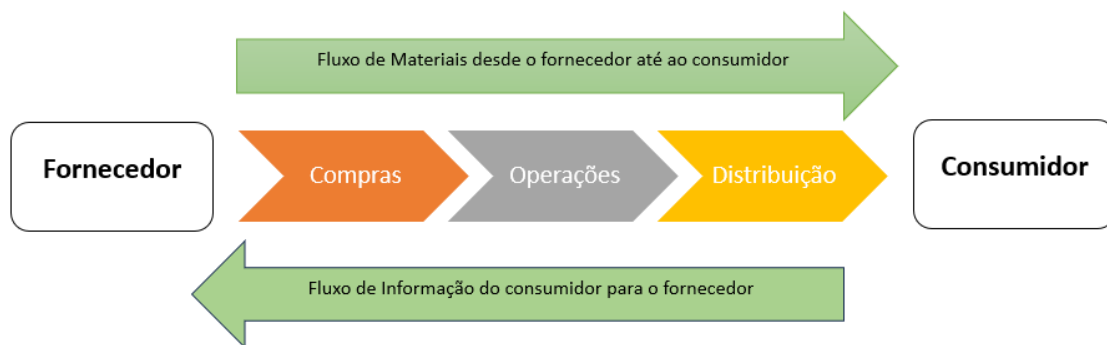 Fluxo de Materiais desde o fornecedor até ao consumidor
Fornecedor
Compras
Operações
Distribuição
Consumidor
Fluxo de Informação do consumidor para o fornecedor